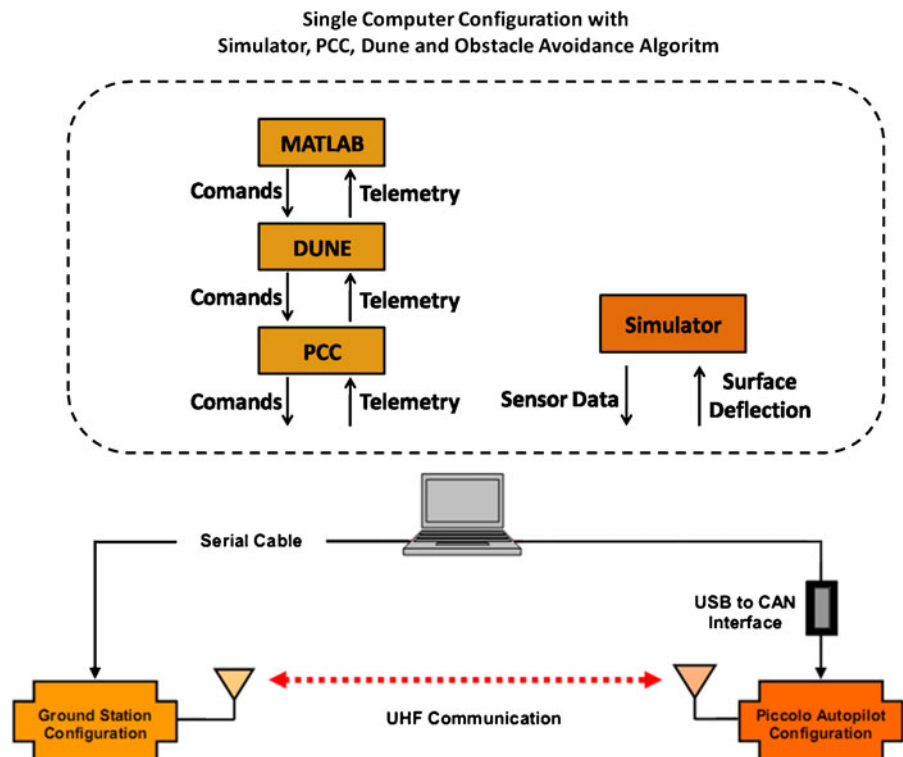 Single Computer Configuration with
Simulator, PCC, Dune and Obstacle Avoidance Algoritm
MATLAB
Comands
Telemetry
DUNE
Comands
Telemetry
PCC
Comands
Telemetry
Simulator
Sensor Data
Surface
Deflection
Serial Cable
USB to CAN
Interface
Ground Station
Configuration
UHF Communication
Piccolo Autopilot
Configuration